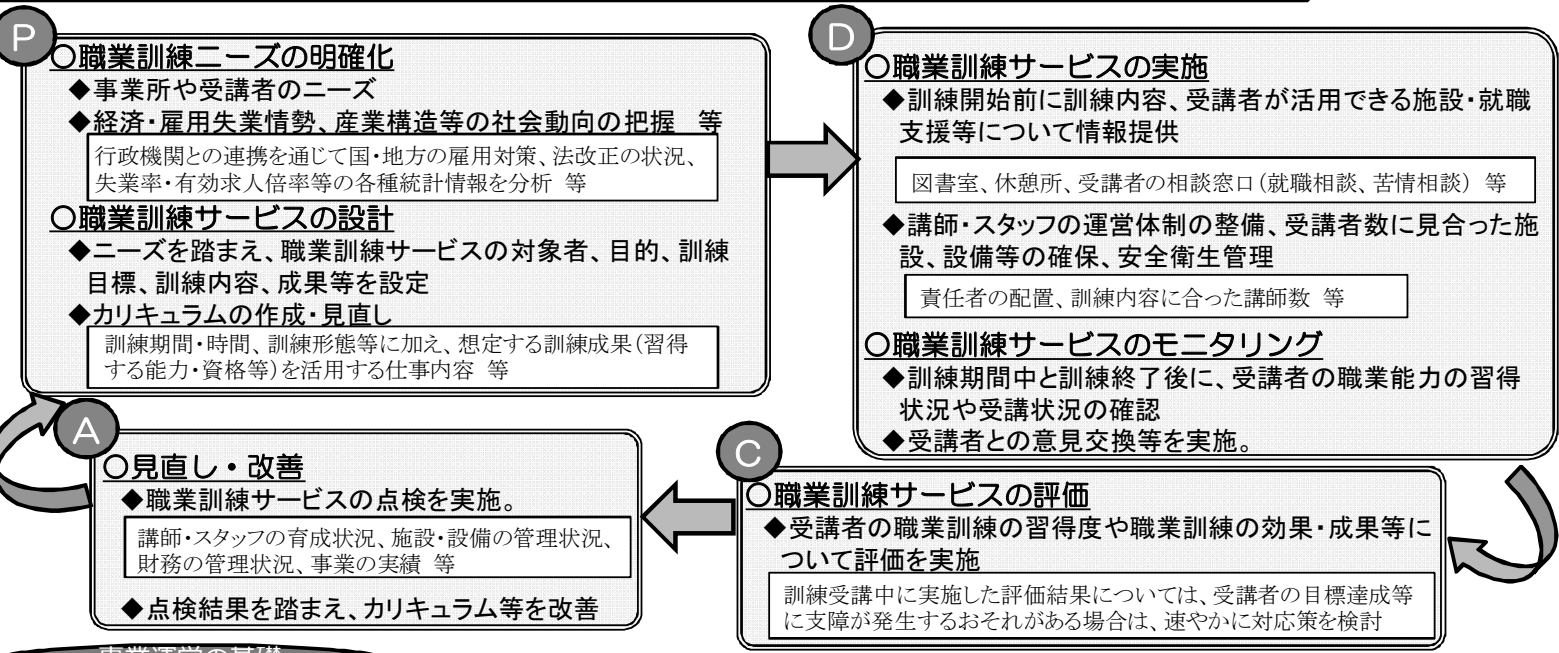 P
○職業訓練ニーズの明確化
◆事業所や受講者のニーズ
◆経済・雇用失業情勢、産業構造等の社会動向の把握　等
行政機関との連携を通じて国・地方の雇用対策、法改正の状況、
失業率・有効求人倍率等の各種統計情報を分析　等
○職業訓練サービスの設計
◆ニーズを踏まえ、職業訓練サービスの対象者、目的、訓練
目標、訓練内容、成果等を設定
◆カリキュラムの作成・見直し
訓練期間・時間、訓練形態等に加え、想定する訓練成果（習得
する能力・資格等）を活用する仕事内容　等
D
○職業訓練サービスの実施
◆訓練開始前に訓練内容、受講者が活用できる施設・就職
支援等について情報提供
図書室、休憩所、受講者の相談窓口（就職相談、苦情相談）　等
◆講師・スタッフの運営体制の整備、受講者数に見合った施
設、設備等の確保、安全衛生管理
責任者の配置、訓練内容に合った講師数　等
○職業訓練サービスのモニタリング
◆訓練期間中と訓練終了後に、受講者の職業能力の習得
状況や受講状況の確認
◆受講者との意見交換等を実施。
C
○職業訓練サービスの評価
◆受講者の職業訓練の習得度や職業訓練の効果・成果等に
ついて評価を実施
訓練受講中に実施した評価結果については、受講者の目標達成等
に支障が発生するおそれがある場合は、速やかに対応策を検討
A
○見直し・改善
◆職業訓練サービスの点検を実施。
講師・スタッフの育成状況、施設・設備の管理状況、
財務の管理状況、事業の実績　等
◆点検結果を踏まえ、カリキュラム等を改善
事業運営の基礎